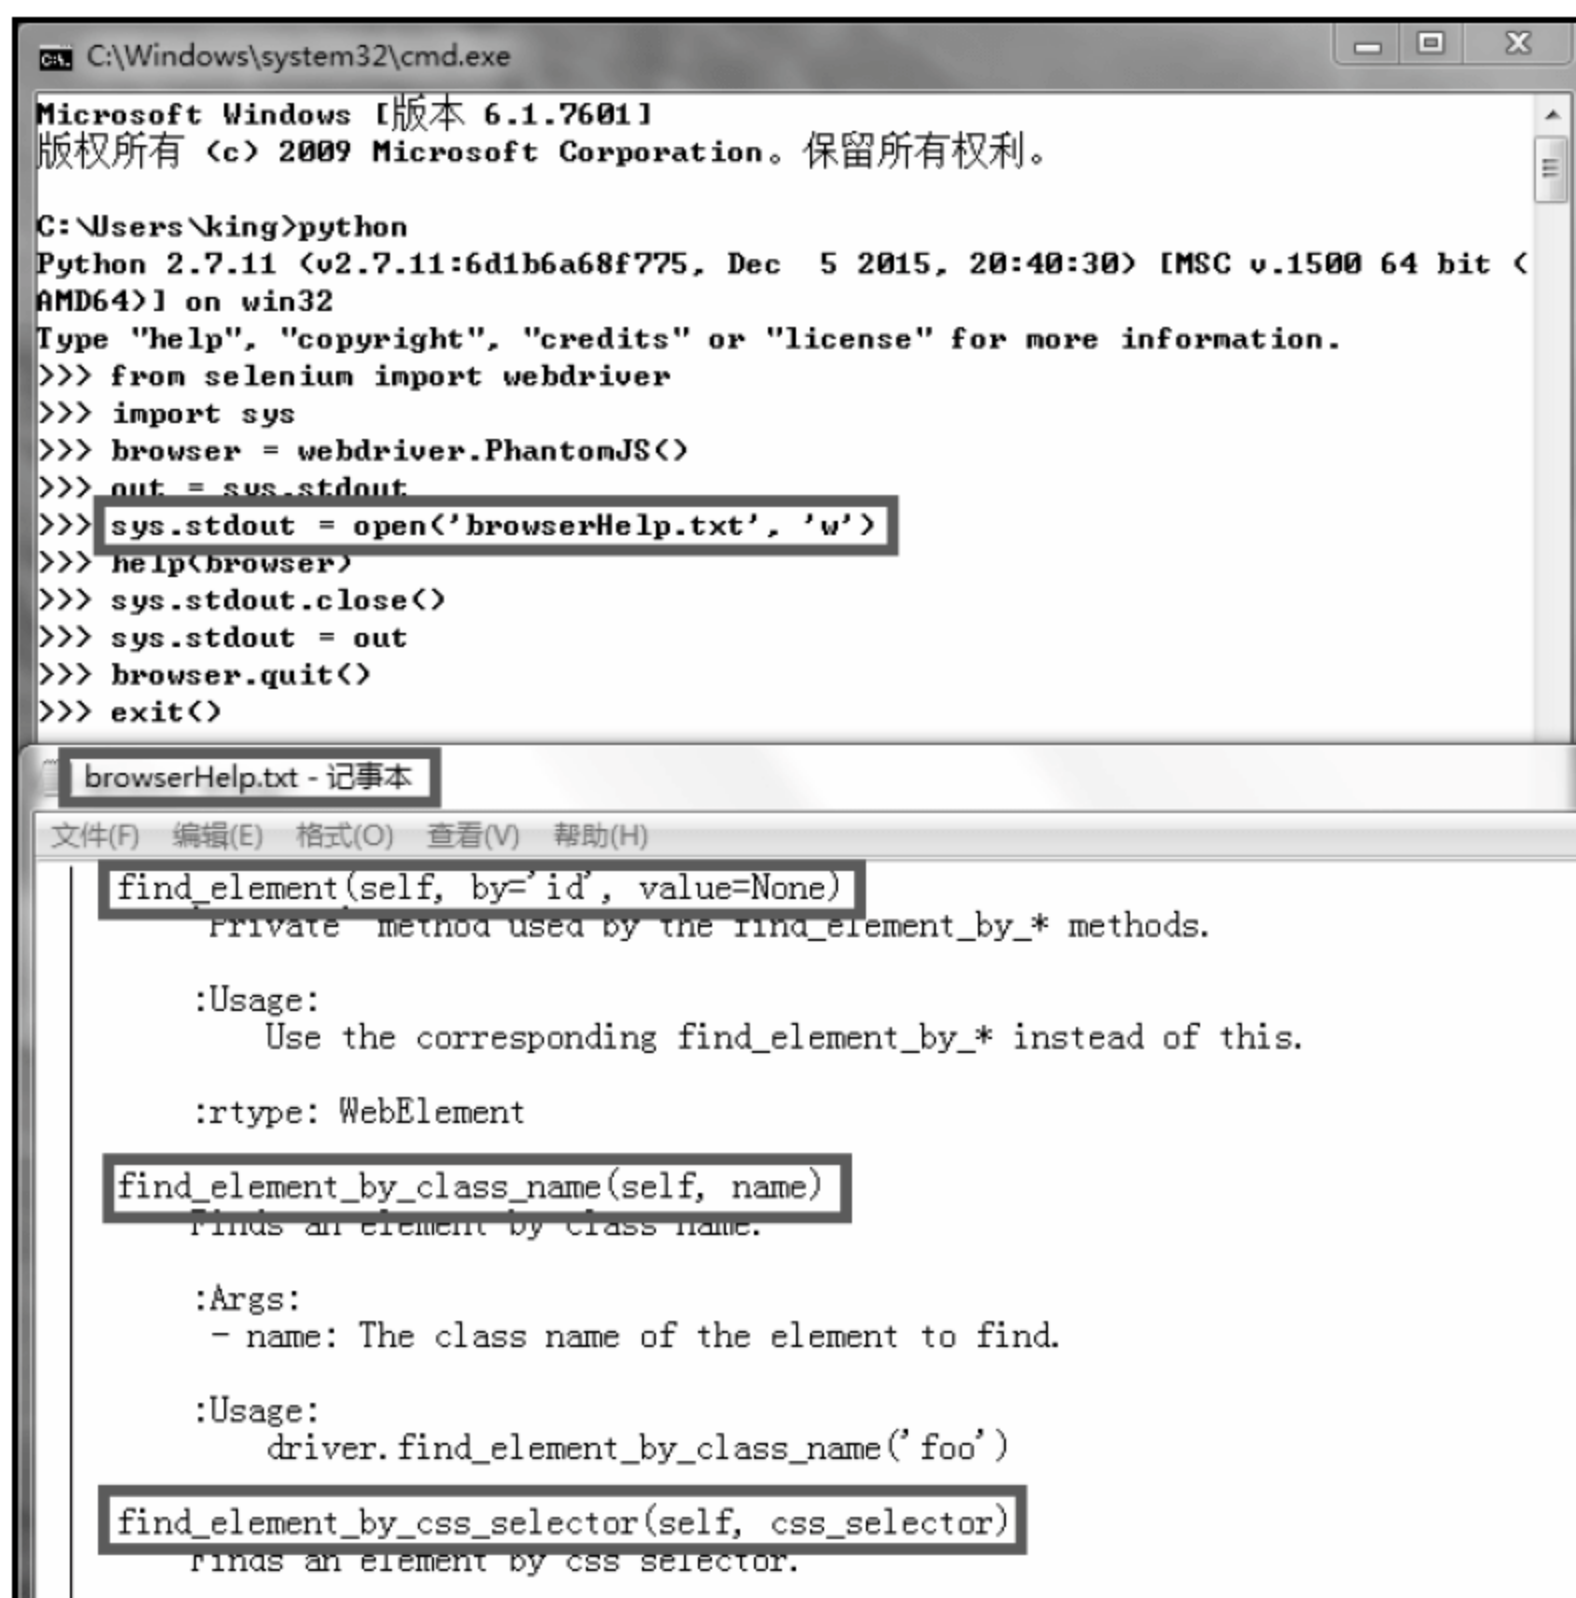 C:\Windows\system32\cmd.exe
Microsoft Windows [版本 6.1.7601]
版权所有 (c) 2009 Microsoft Corporation。保留所有权利。
C:\Users\king>python
Python 2.7.11 (v2.7.11:6d1b6a68f775, Dec  5 2015, 20:40:30) [MSC v.1500 64 bit (
AMD64)] on win32
Type "help", "copyright", "credits" or "license" for more information.
>>> from selenium import webdriver
>>> import sys
>>> browser = webdriver.PhantomJS()
>>> out = sys.stdout
>>> sys.stdout = open('browserHelp.txt', 'w')
>>> help(browser)
>>> sys.stdout.close()
>>> sys.stdout = out
>>> browser.quit()
>>> exit()
browserHelp.txt - 记事本
文件(F) 编辑(E) 格式(O) 查看(V) 帮助(H)
find_element(self, by='id', value=None)
'Private' method used by the find_element_by_* methods.
:Usage:
Use the corresponding find_element_by_* instead of this.
:rtype: WebElement
find_element_by_class_name(self, name)
Finds an element by class name.
:Args:
- name: The class name of the element to find.
:Usage:
driver.find_element_by_class_name('foo')
find_element_by_css_selector(self, css_selector)
Finds an element by css selector.